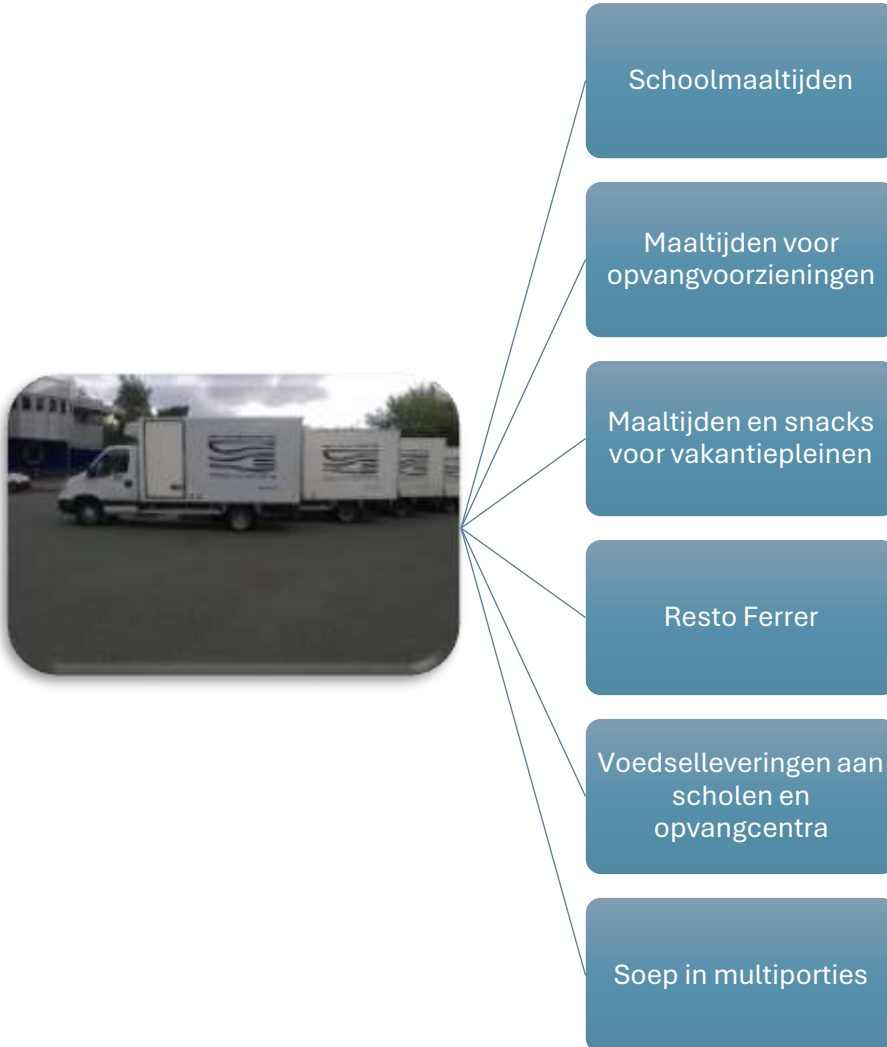 Schoolmaaltijden
Maaltijden voor
opvangvoorzieningen
Maaltijden en snacks
voor vakantiepleinen
Resto Ferrer
Voedselleveringen aan
scholen en
opvangcentra
Soep in multiporties